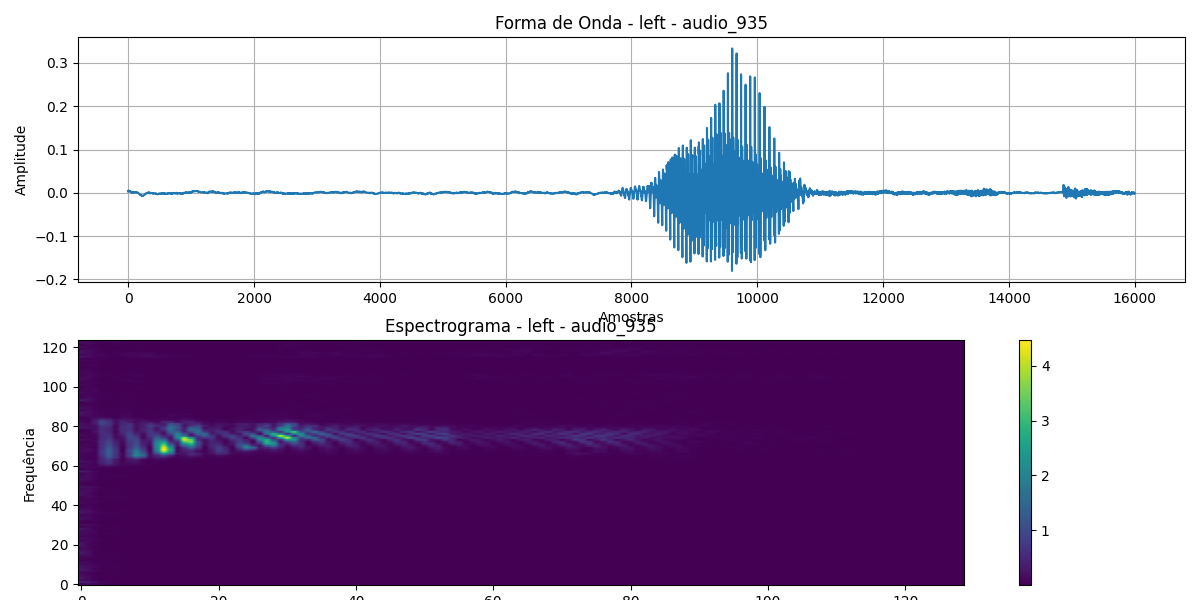 Forma de Onda - left - audio_935
Amplitude
0.3
0.2
0.1
0.0
−0.1
−0.2
0 2000 4000 6000 8000 10000 12000 14000 16000
Amostras
Espectrograma - left - audio_935
Frequência
120
100
80
60
40
20
0
0 20 40 60 80 100 120
4
3
2
1